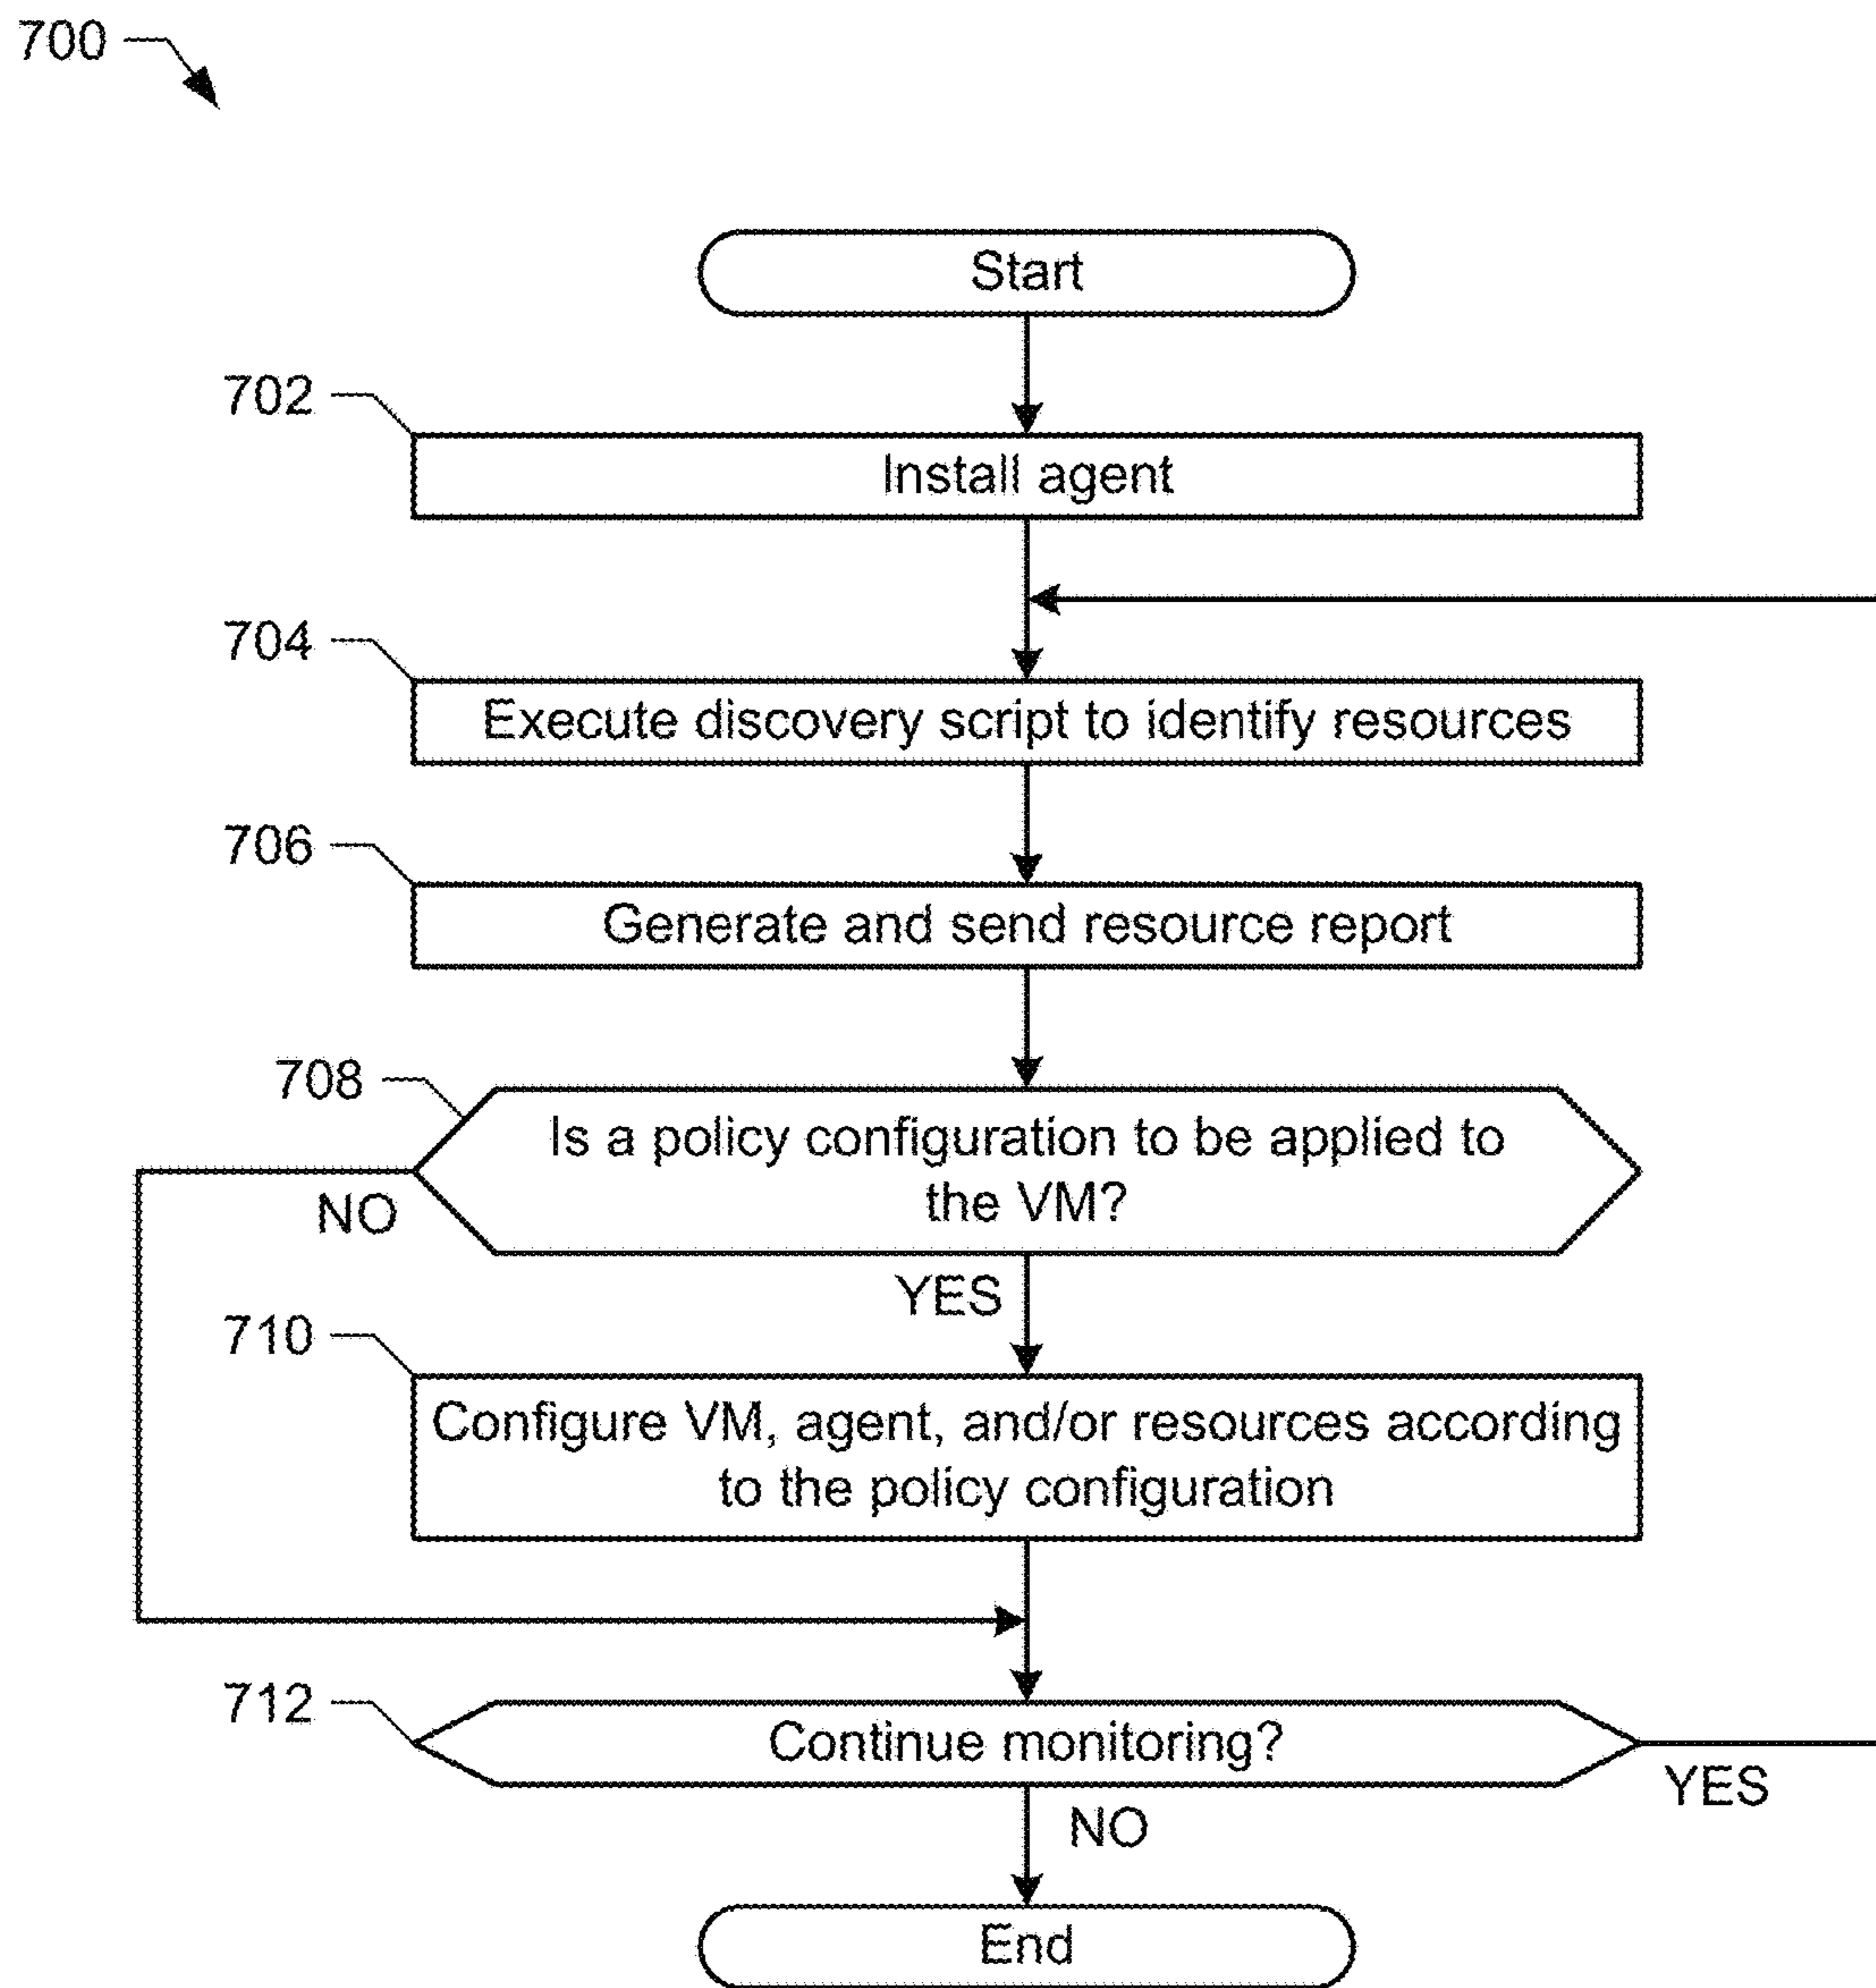 700
Start
702
Install agent
704
Execute discovery script to identify resources
706
Generate and send resource report
708
Is a policy configuration to be applied to
the VM?
NO
YES
710
Configure VM, agent, and/or resources according
to the policy configuration
712
Continue monitoring?
YES
NO
End